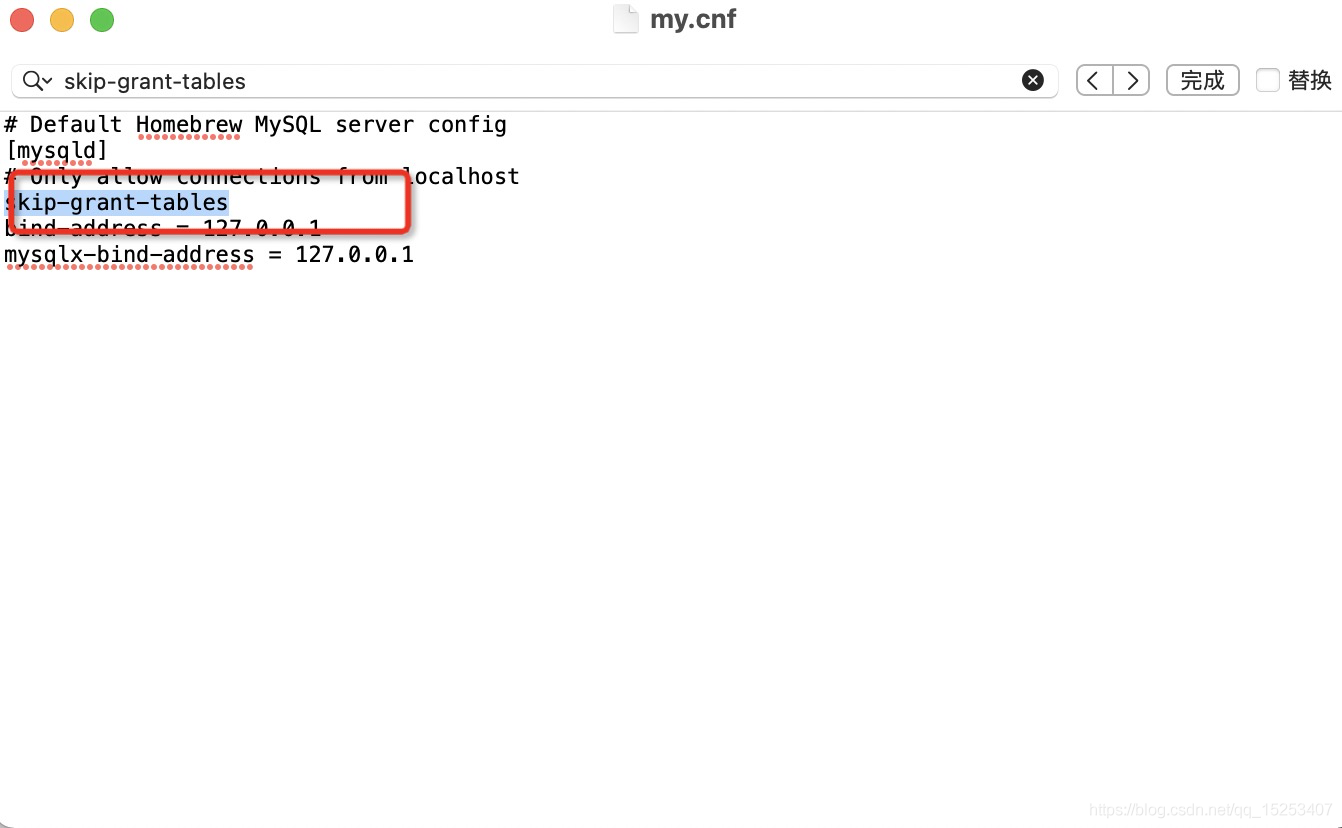 my.cnf
skip-grant-tables
完成
替换
# Default Homebrew MySQL server config
[mysqld]
# Only allow connections from localhost
skip-grant-tables
bind-address = 127.0.0.1
mysqlx-bind-address = 127.0.0.1
https://blog.csdn.net/qq_15253407